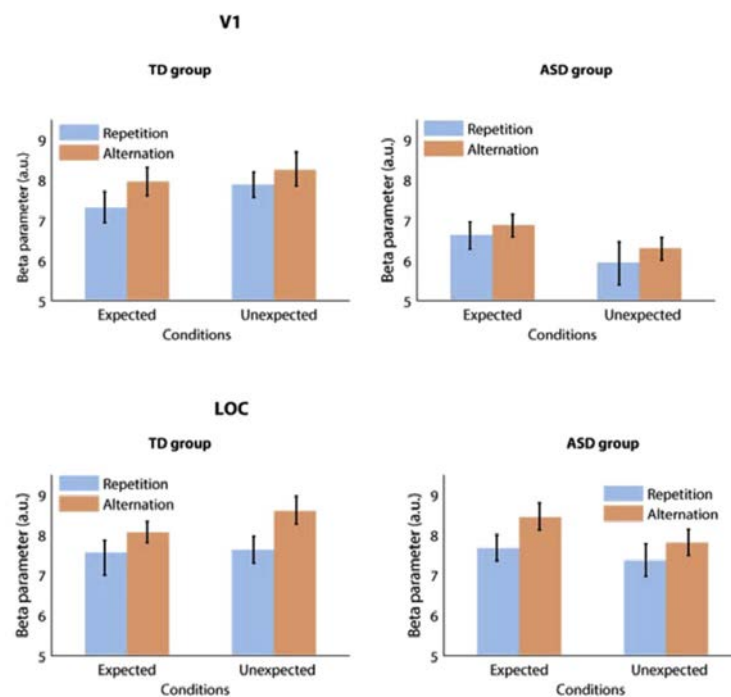 V1
TD group
Repetition
Alternation
Beta parameter (a.u.)
9
8
7
6
5
Expected
Unexpected
Conditions
ASD group
Repetition
Alternation
Beta parameter (a.u.)
9
8
7
6
5
Expected
Unexpected
Conditions
LOC
TD group
Repetition
Alternation
Beta parameter (a.u.)
9
8
7
6
5
Expected
Unexpected
Conditions
ASD group
Repetition
Alternation
Beta parameter (a.u.)
9
8
7
6
5
Expected
Unexpected
Conditions